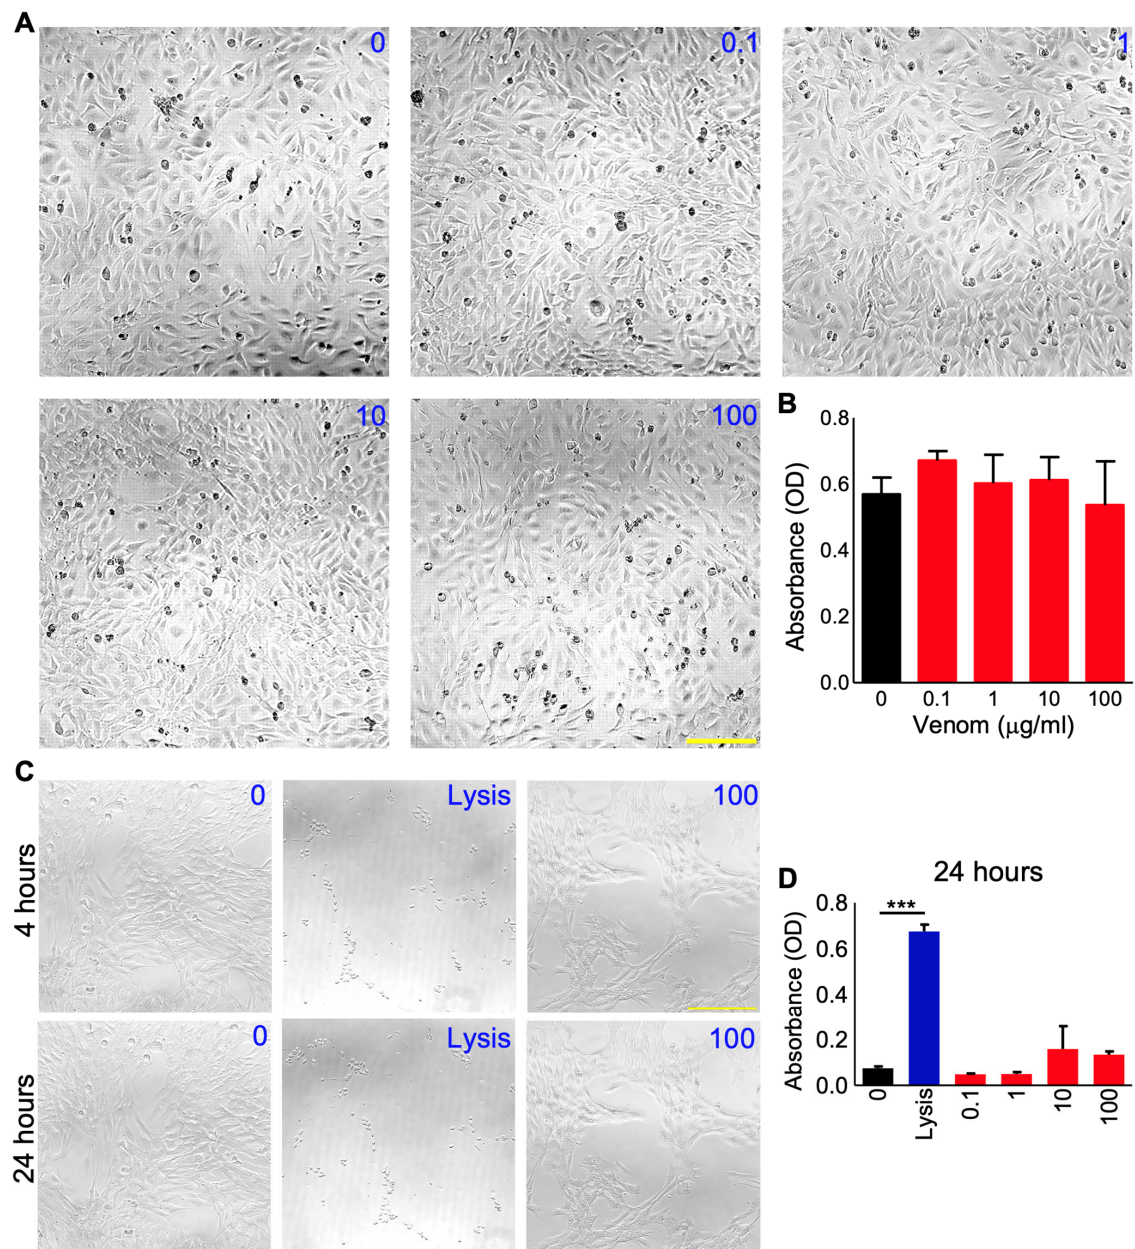 A
0
0.1
1
10
100
B
0.8
0.6
0.4
0.2
0.0
Absorbance (OD)
0 0.1 1 10 100
Venom (μg/ml)
C
4 hours
0
Lysis
100
24 hours
0
Lysis
100
D
24 hours
***
0.8
0.6
0.4
0.2
0.0
Absorbance (OD)
0 Lysis 0.1 1 10 100